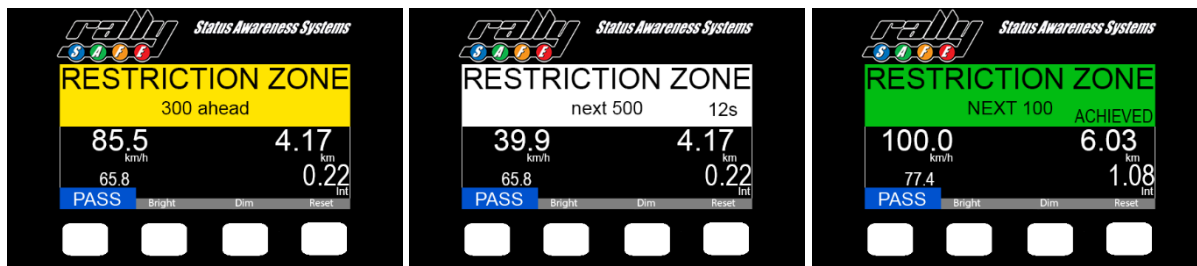 rally Status Awareness Systems
S A F E
RESTRICTION ZONE
300 ahead
85.5 km/h 4.17 km
65.8 0.22 Int
PASS Bright Dim Reset
rally Status Awareness Systems
S A F E
RESTRICTION ZONE
next 500 12s
39.9 km/h 4.17 km
65.8 0.22 Int
PASS Bright Dim Reset
rally Status Awareness Systems
S A F E
RESTRICTION ZONE
NEXT 100 ACHIEVED
100.0 km/h 6.03 km
77.4 1.08 Int
PASS Bright Dim Reset